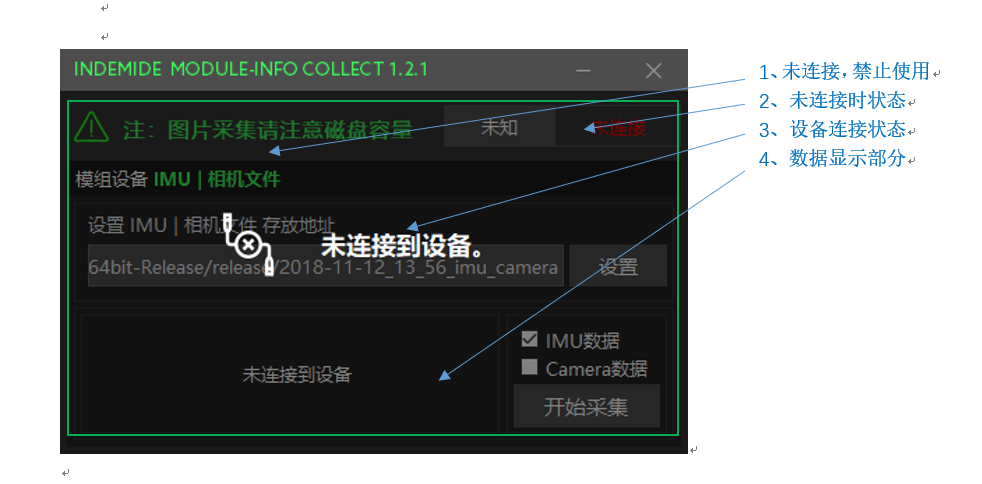 INDEMIDE MODULE-INFO COLLECT 1.2.1
1、未连接，禁止使用
2、未连接时状态
3、设备连接状态
4、数据显示部分
注：图片采集请注意磁盘容量
未知
未连接
模组设备 IMU | 相机文件
设置 IMU | 相机文件 存放地址
未连接到设备。
64bit-Release/release/2018-11-12_13_56_imu_camera
设置
未连接到设备
IMU数据
Camera数据
开始采集